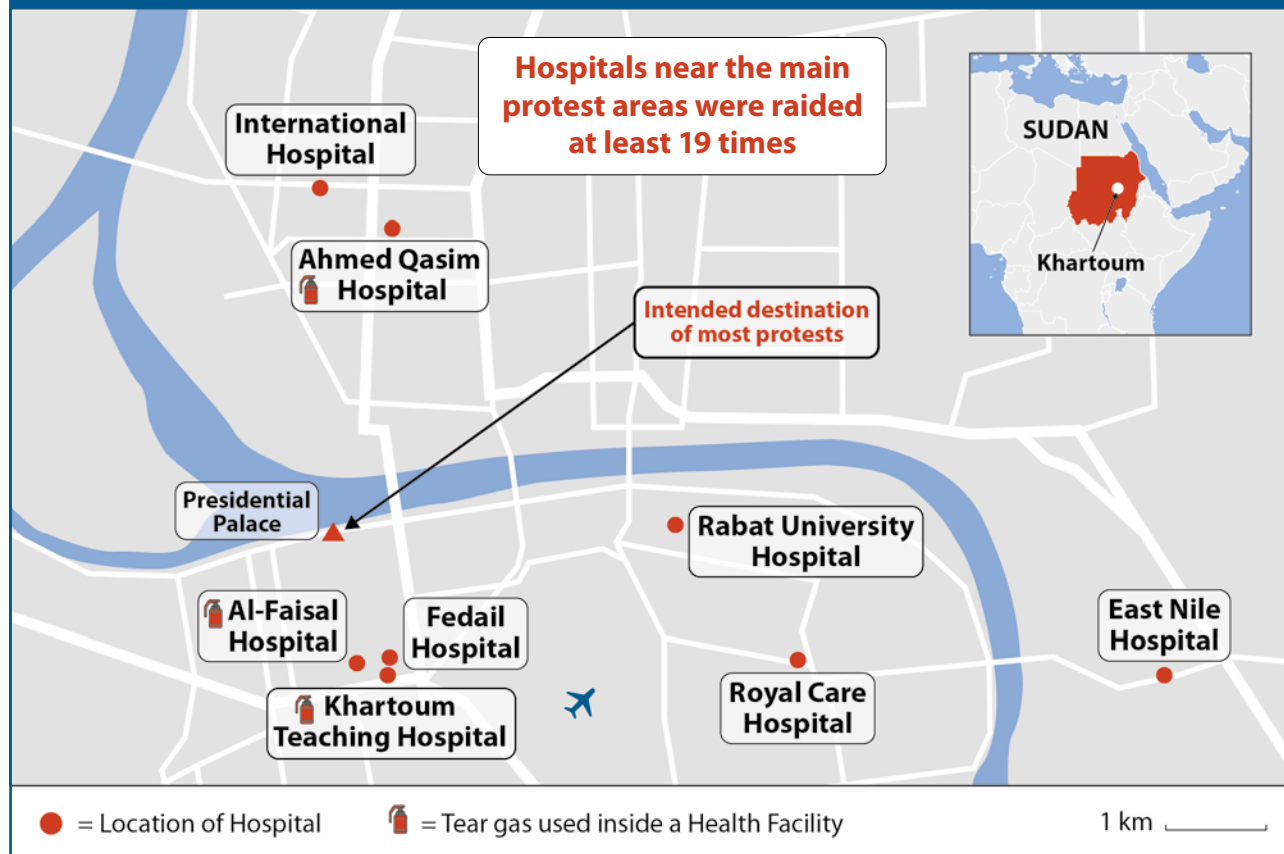 Hospitals near the main
protest areas were raided
at least 19 times
SUDAN
Khartoum
International
Hospital
Ahmed Qasim
Hospital
Intended destination
of most protests
Presidential
Palace
Rabat University
Hospital
Al-Faisal
Hospital
Fedail
Hospital
Khartoum
Teaching Hospital
Royal Care
Hospital
East Nile
Hospital
= Location of Hospital
= Tear gas used inside a Health Facility
1 km